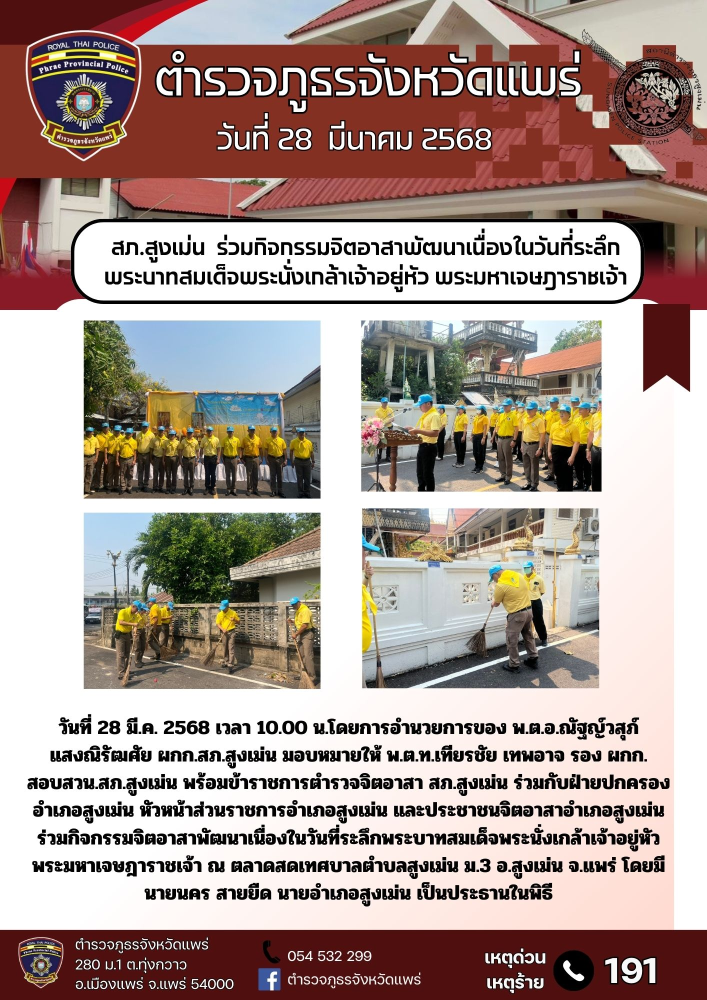 ROYAL THAI POLICE
Phrae Provincial Police
ตำรวจภูธรจังหวัดแพร่
ตำรวจภูธรจังหวัดแพร่
วันที่ 28 มีนาคม 2568
สถานีตำรวจภูธรสูงเม่น
SUNGMEN POLICE STATION
สภ.สูงเม่น ร่วมกิจกรรมจิตอาสาพัฒนาเนื่องในวันที่ระลึก
พระบาทสมเด็จพระนั่งเกล้าเจ้าอยู่หัว พระมหาเจษฎาราชเจ้า
วันที่ 28 มี.ค. 2568 เวลา 10.00 น.โดยการอำนวยการของ พ.ต.อ.ณัฐญ์วสุภ์
แสงณิรัฒศัย ผกก.สภ.สูงเม่น มอบหมายให้ พ.ต.ท.เทียรชัย เทพอาจ รอง ผกก.
สอบสวน.สภ.สูงเม่น พร้อมข้าราชการตำรวจจิตอาสา สภ.สูงเม่น ร่วมกับฝ่ายปกครอง
อำเภอสูงเม่น หัวหน้าส่วนราชการอำเภอสูงเม่น และประชาชนจิตอาสาอำเภอสูงเม่น
ร่วมกิจกรรมจิตอาสาพัฒนาเนื่องในวันที่ระลึกพระบาทสมเด็จพระนั่งเกล้าเจ้าอยู่หัว
พระมหาเจษฎาราชเจ้า ณ ตลาดสดเทศบาลตำบลสูงเม่น ม.3 อ.สูงเม่น จ.แพร่ โดยมี
นายนคร สายยืด นายอำเภอสูงเม่น เป็นประธานในพิธี
ROYAL THAI POLICE
Phrae Provincial Police
ตำรวจภูธรจังหวัดแพร่
ตำรวจภูธรจังหวัดแพร่
280 ม.1 ต.ทุ่งกวาว
อ.เมืองแพร่ จ.แพร่ 54000
054 532 299
ตำรวจภูธรจังหวัดแพร่
เหตุด่วน
เหตุร้าย
191